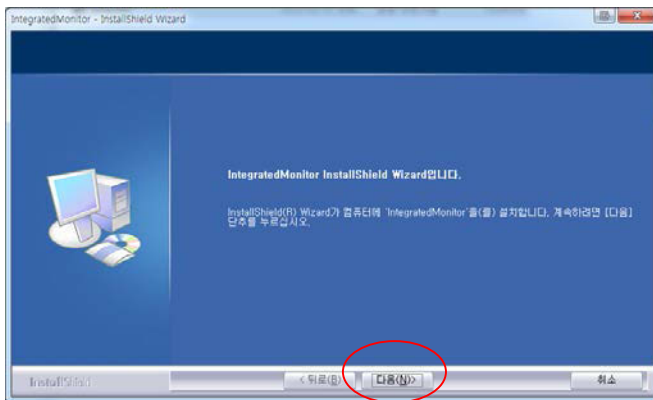 IntegratedMonitor - InstallShield Wizard
IntegratedMonitor InstallShield Wizard입니다.
InstallShield(R) Wizard가 컴퓨터에 'IntegratedMonitor'을(를) 설치합니다. 계속하려면 [다음]
단추를 누르십시오.
InstallShield
< 뒤로(B)
다음(N)>
취소